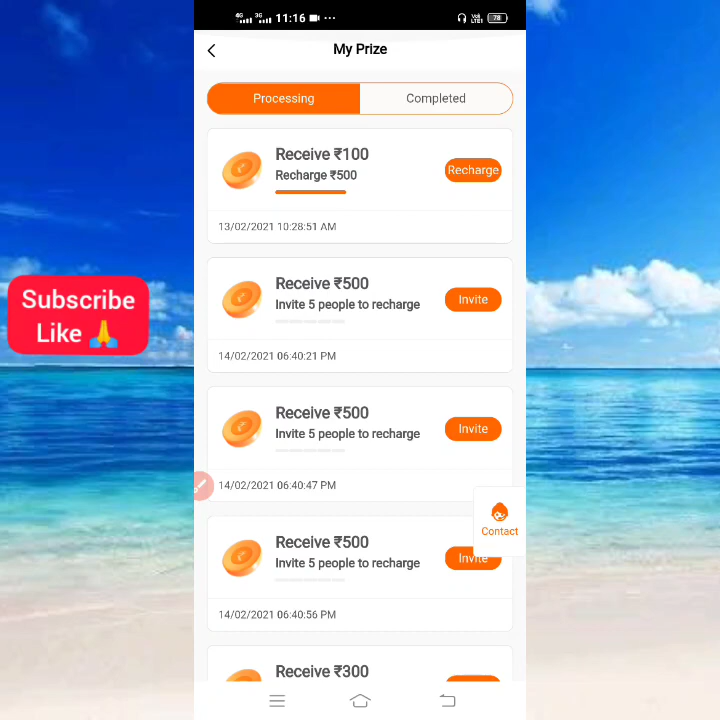 4G 3G 11:16 78
My Prize
Processing
Completed
Receive ₹100
Recharge ₹500
Recharge
13/02/2021 10:28:51 AM
Subscribe
Like 🙏
Receive ₹500
Invite 5 people to recharge
Invite
14/02/2021 06:40:21 PM
Receive ₹500
Invite 5 people to recharge
Invite
14/02/2021 06:40:47 PM
Contact
Receive ₹500
Invite 5 people to recharge
Invite
14/02/2021 06:40:56 PM
Receive ₹300